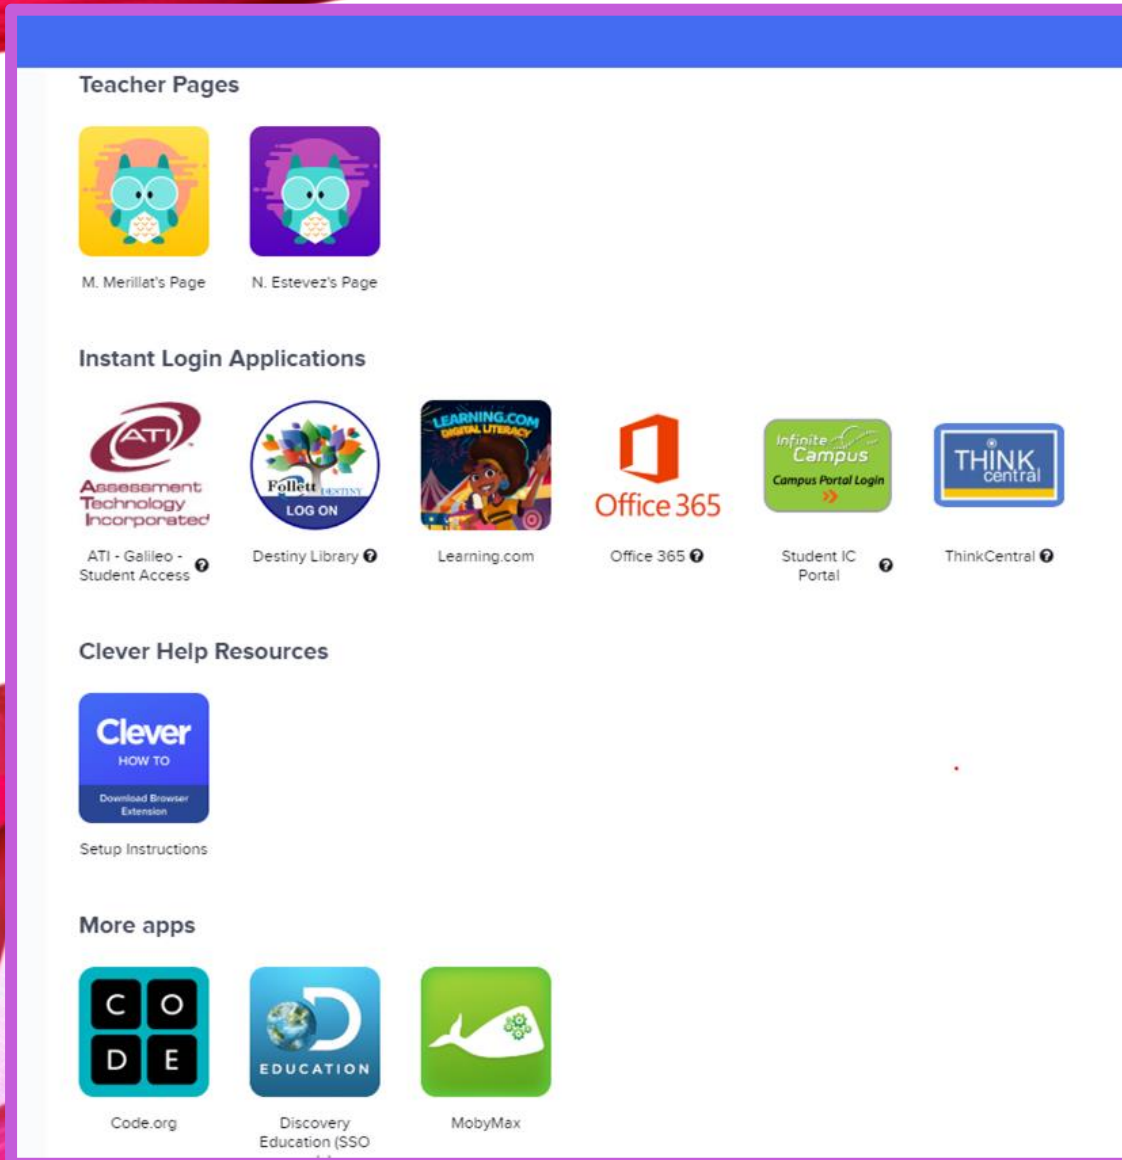 Teacher Pages
M. Merillat's Page
N. Estevez's Page
Instant Login Applications
ATI
Assessment
Technology
Incorporated
Follett DESTINY
LOG ON
LEARNING.COM
DIGITAL LITERACY
Office 365
Infinite
Campus
Campus Portal Login
THINK
central
ATI - Galileo -
Student Access
Destiny Library
Learning.com
Office 365
Student IC
Portal
ThinkCentral
Clever Help Resources
Clever
HOW TO
Download Browser
Extension
Setup Instructions
More apps
C O
D E
D
EDUCATION
Code.org
Discovery
Education (SSO
MobyMax